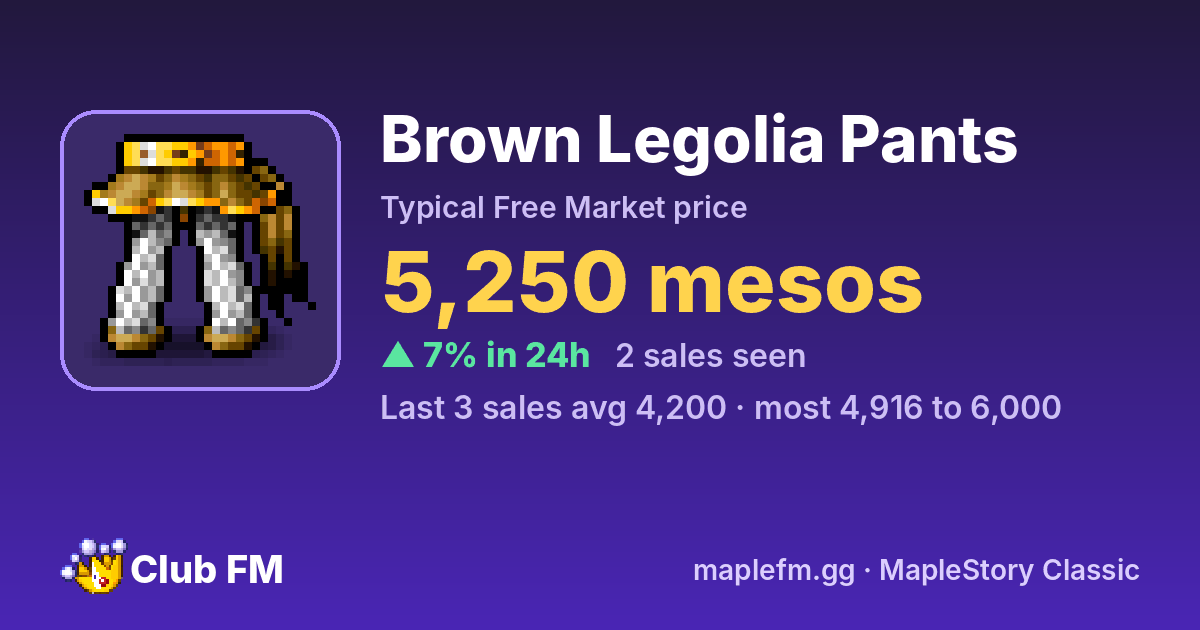 Brown Legolia Pants
Typical Free Market price
5,250 mesos
▲ 7% in 24h 2 sales seen
Last 3 sales avg 4,200 · most 4,916 to 6,000
Club FM
maplefm.gg · MapleStory Classic